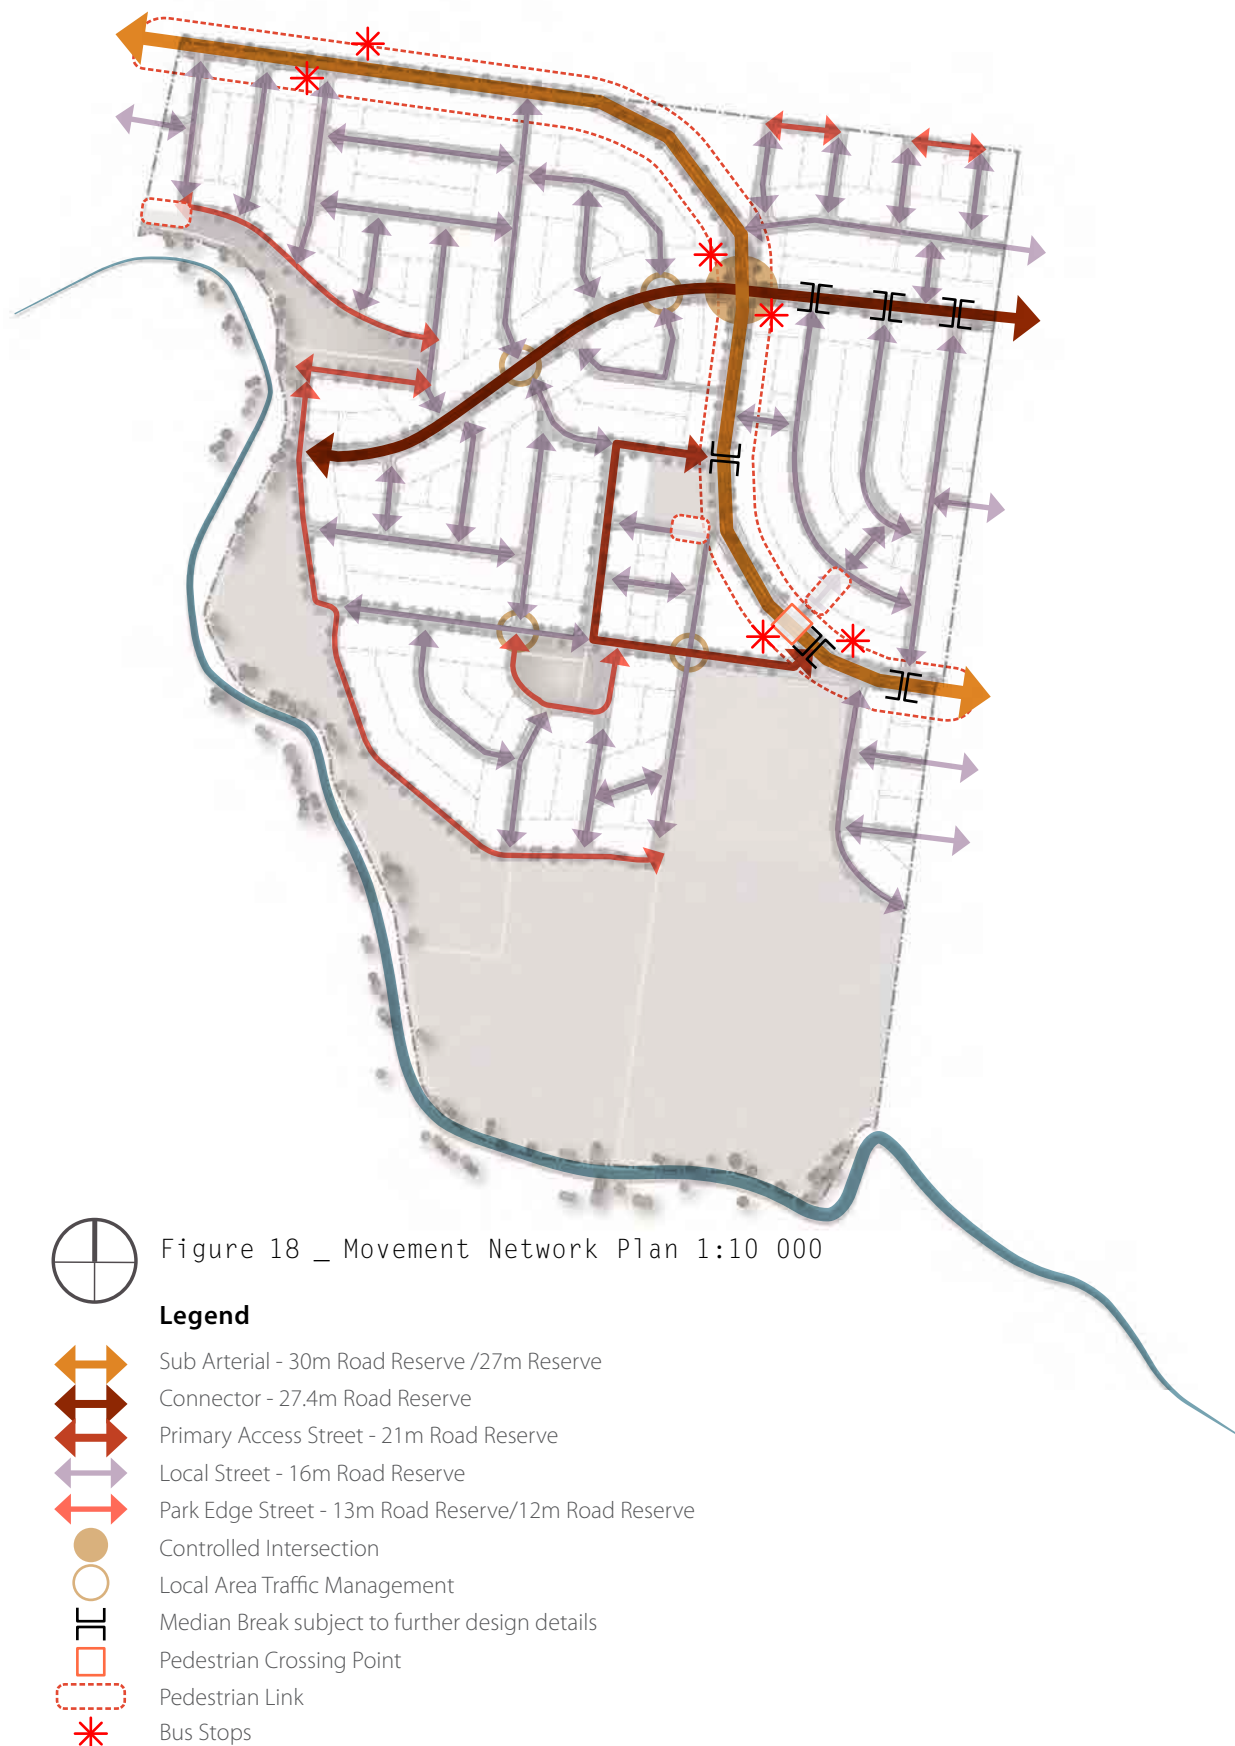 Figure 18 _ Movement Network Plan 1:10 000
Legend
Sub Arterial - 30m Road Reserve /27m Reserve
Connector - 27.4m Road Reserve
Primary Access Street - 21m Road Reserve
Local Street - 16m Road Reserve
Park Edge Street - 13m Road Reserve/12m Road Reserve
Controlled Intersection
Local Area Traffic Management
Median Break subject to further design details
Pedestrian Crossing Point
Pedestrian Link
Bus Stops